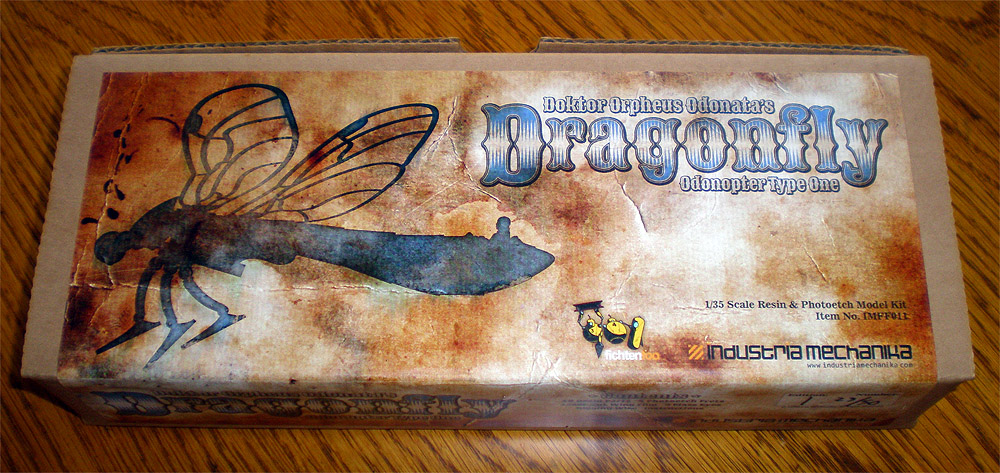 Doktor Orpheus Odonata's
Dragonfly
Odonopter Type One
1/35 Scale Resin & Photoetch Model Kit
Item No. IMFF011
fichtenfoo
industria mechanika
www.industriamechanika.com
Dragonfly